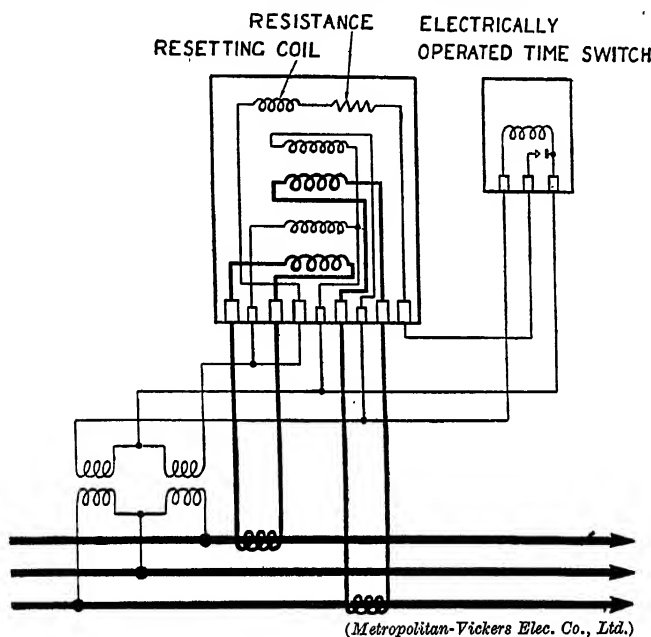 RESISTANCE
RESETTING COIL
ELECTRICALLY
OPERATED TIME SWITCH
(Metropolitan-Vickers Elec. Co., Ltd.)